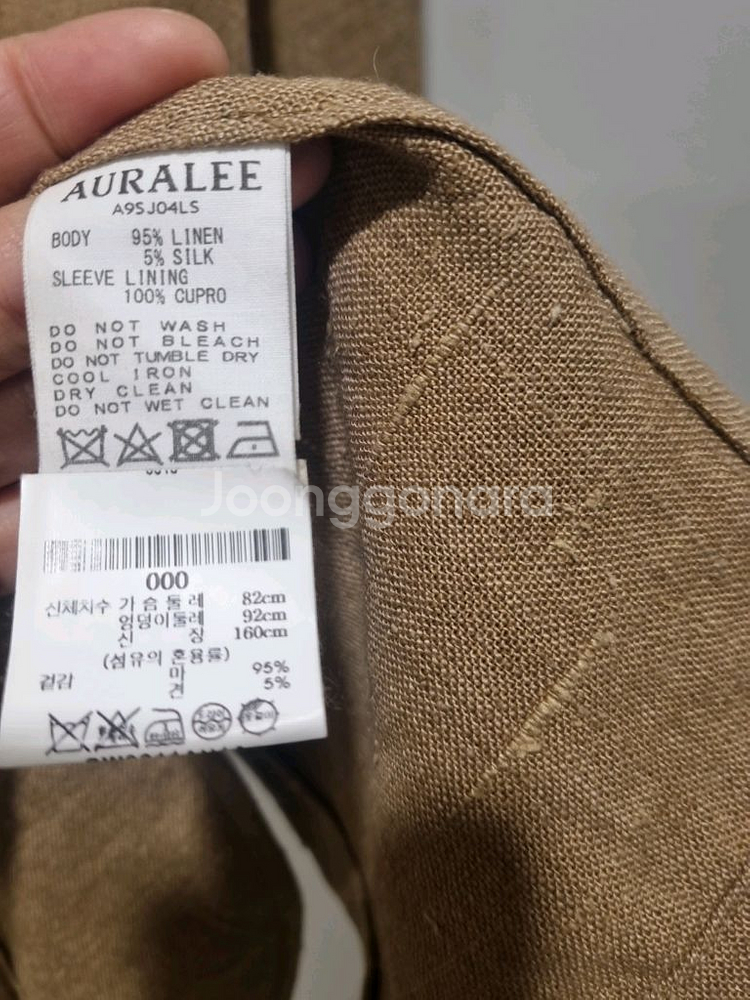 AURALEE
A9SJ04LS
BODY 95% LINEN
5% SILK
SLEEVE LINING
100% CUPRO
DO NOT WASH
DO NOT BLEACH
DO NOT TUMBLE DRY
COOL IRON
DRY CLEAN
DO NOT WET CLEAN
Joonggonara
000
신체치수 가슴둘레 82cm
엉덩이둘레 92cm
신 장 160cm
(섬유의 혼용률)
겉감 마 95%
견 5%